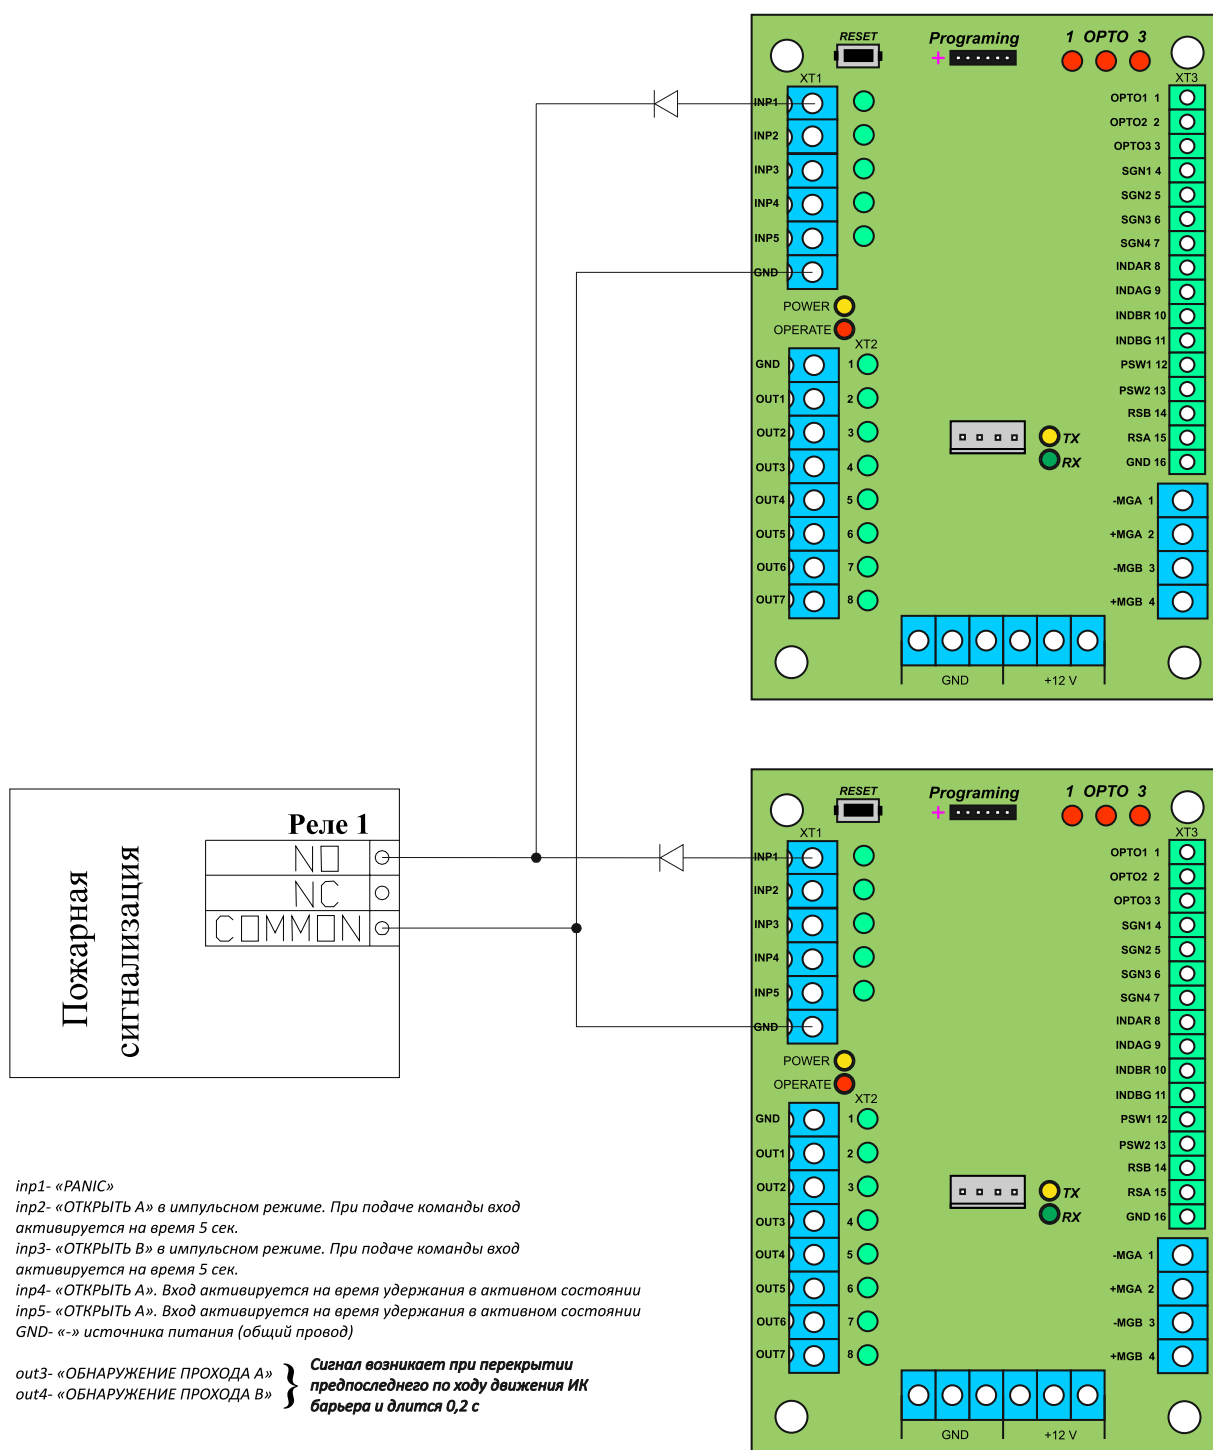 RESET
Programing
1 OPTO 3
+
XT1
XT3
INP1
INP2
INP3
INP4
INP5
GND
OPTO1 1
OPTO2 2
OPTO3 3
SGN1 4
SGN2 5
SGN3 6
SGN4 7
INDAR 8
INDAG 9
INDBR 10
INDBG 11
PSW1 12
PSW2 13
RSB 14
RSA 15
GND 16
POWER
OPERATE
XT2
GND 1
OUT1 2
OUT2 3
OUT3 4
OUT4 5
OUT5 6
OUT6 7
OUT7 8
TX
RX
-MGA 1
+MGA 2
-MGB 3
+MGB 4
GND
+12 V
Пожарная
сигнализация
Реле 1
NO
NC
COMMON
RESET
Programing
1 OPTO 3
+
XT1
XT3
INP1
INP2
INP3
INP4
INP5
GND
OPTO1 1
OPTO2 2
OPTO3 3
SGN1 4
SGN2 5
SGN3 6
SGN4 7
INDAR 8
INDAG 9
INDBR 10
INDBG 11
PSW1 12
PSW2 13
RSB 14
RSA 15
GND 16
POWER
OPERATE
XT2
GND 1
OUT1 2
OUT2 3
OUT3 4
OUT4 5
OUT5 6
OUT6 7
OUT7 8
TX
RX
-MGA 1
+MGA 2
-MGB 3
+MGB 4
GND
+12 V
inp1- «PANIC»
inp2- «ОТКРЫТЬ А» в импульсном режиме. При подаче команды вход
активируется на время 5 сек.
inp3- «ОТКРЫТЬ В» в импульсном режиме. При подаче команды вход
активируется на время 5 сек.
inp4- «ОТКРЫТЬ А». Вход активируется на время удержания в активном состоянии
inp5- «ОТКРЫТЬ А». Вход активируется на время удержания в активном состоянии
GND- «-» источника питания (общий провод)
out3- «ОБНАРУЖЕНИЕ ПРОХОДА А»
out4- «ОБНАРУЖЕНИЕ ПРОХОДА В»
}
Сигнал возникает при перекрытии
предпоследнего по ходу движения ИК
барьера и длится 0,2 с